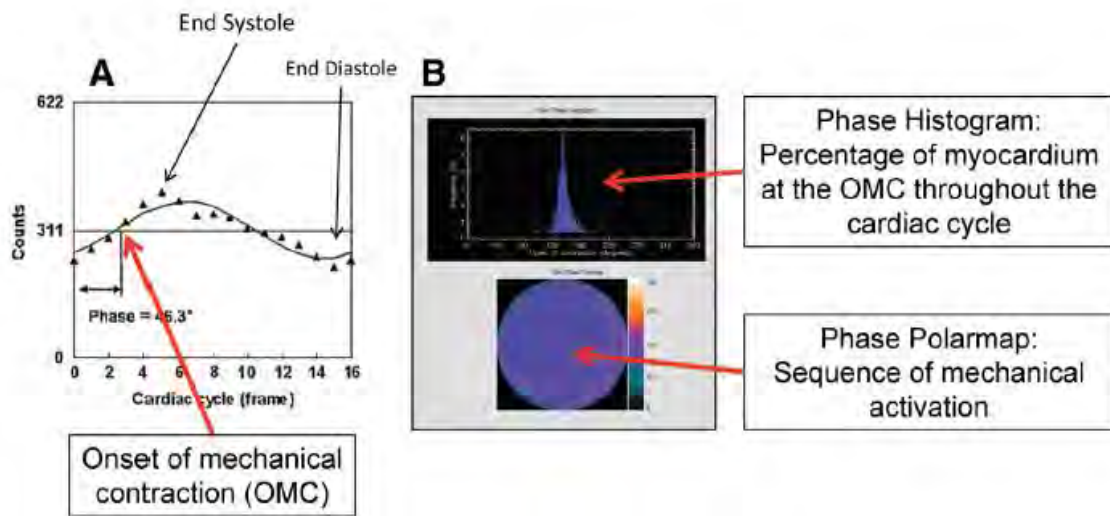 End Systole
A
End Diastole
B
622
311
0
Counts
Phase = 46.3°
0 2 4 6 8 10 12 14 16
Cardiac cycle (frame)
Onset of mechanical
contraction (OMC)
Phase Histogram:
Percentage of myocardium
at the OMC throughout the
cardiac cycle
Phase Polarmap:
Sequence of mechanical
activation